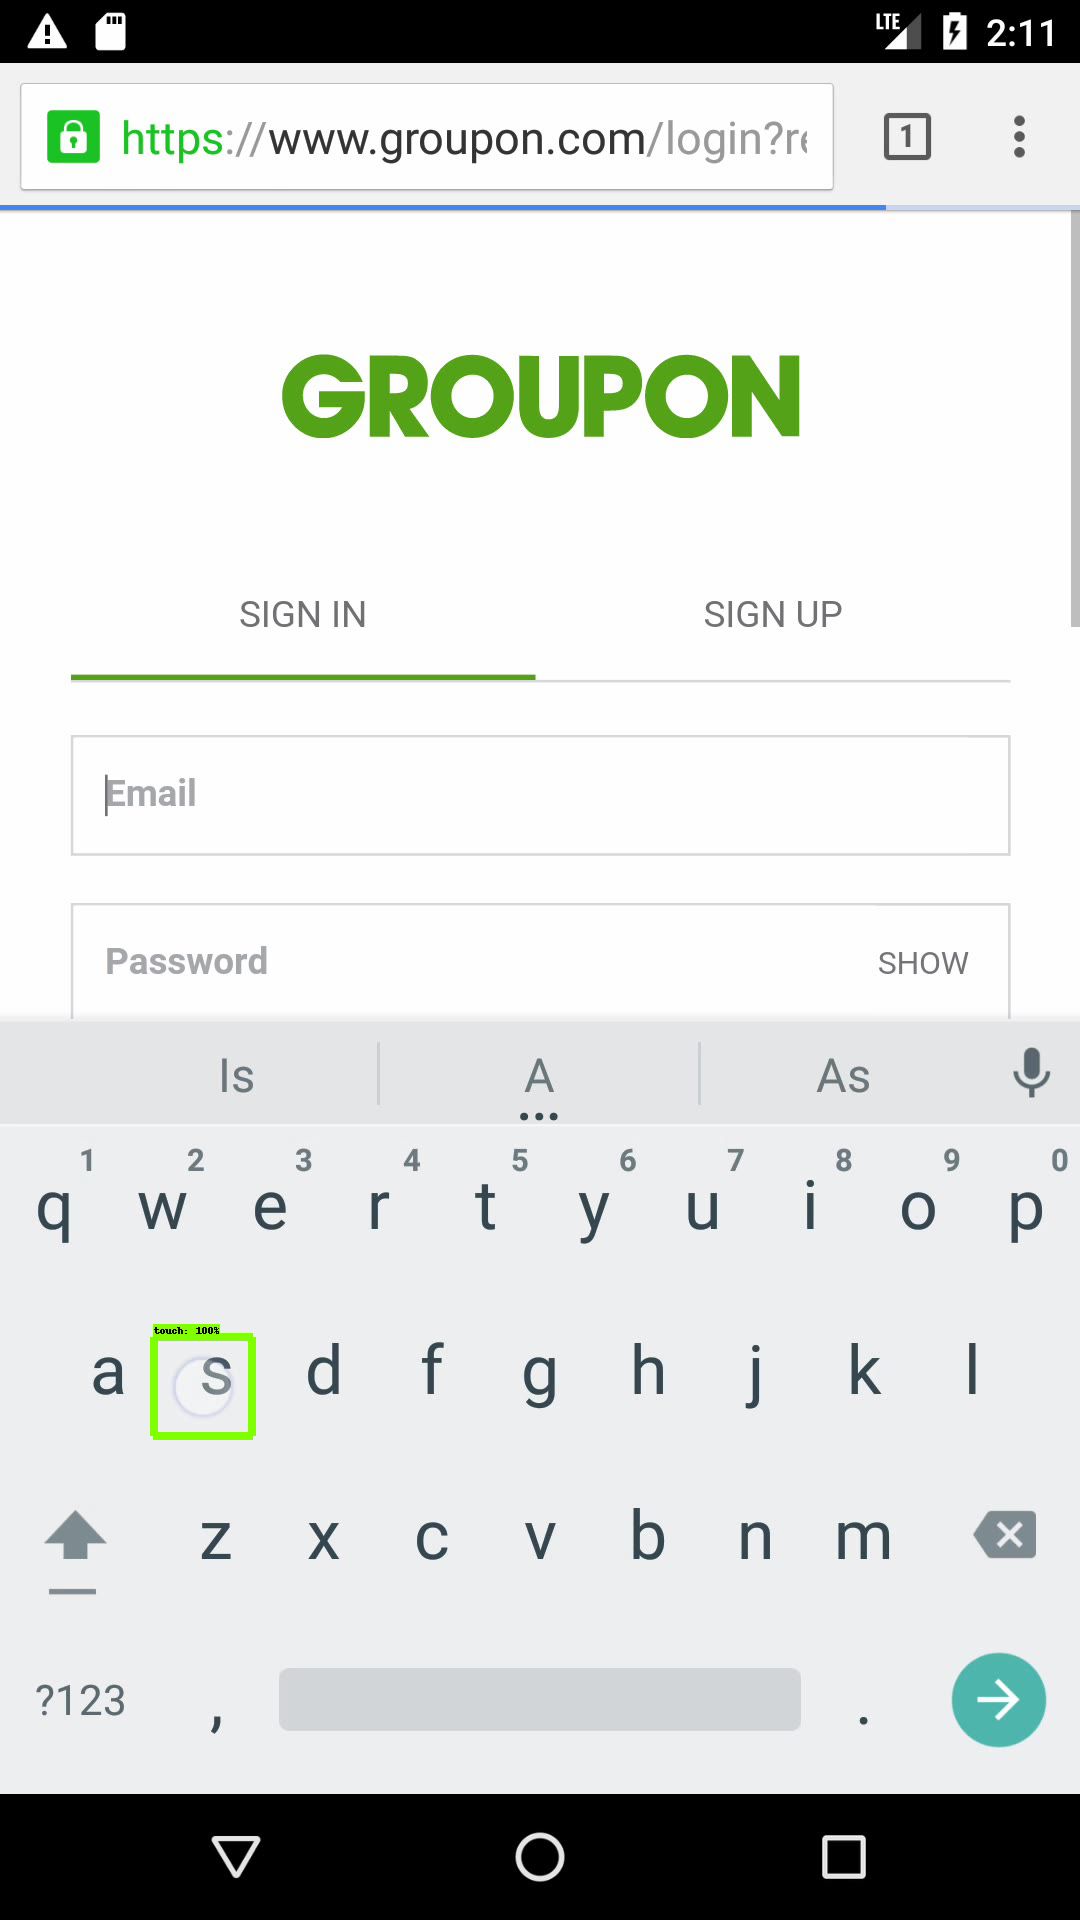 LTE 2:11
https://www.groupon.com/login?re
1
GROUPON
SIGN IN SIGN UP
Email
Password SHOW
Is A As
1 2 3 4 5 6 7 8 9 0
q w e r t y u i o p
touch: 100%
a s d f g h j k l
z x c v b n m
?123 , .